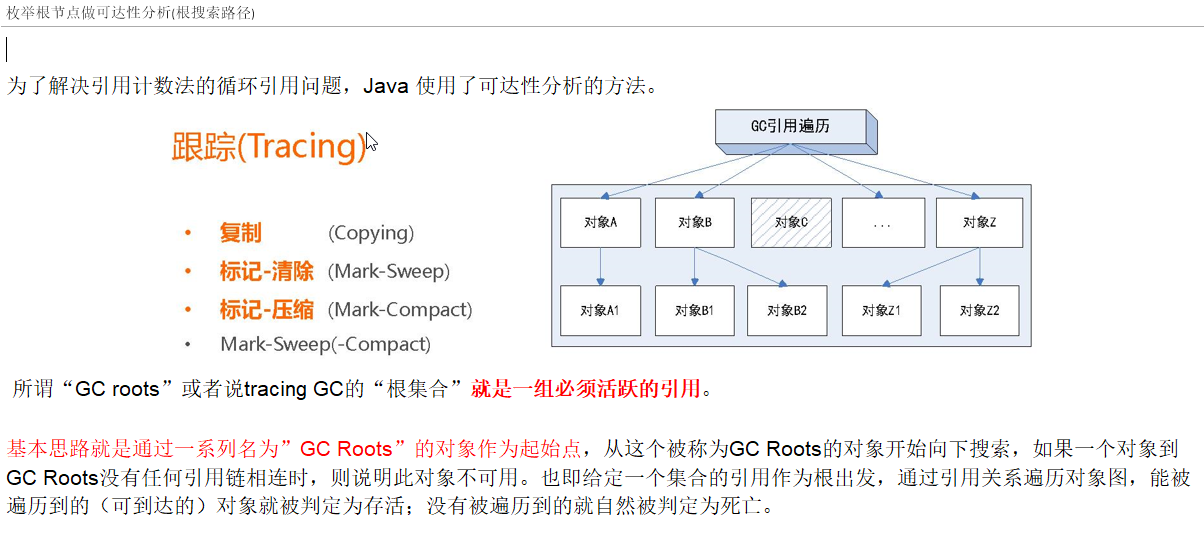 枚举根节点做可达性分析(根搜索路径)
为了解决引用计数法的循环引用问题，Java 使用了可达性分析的方法。
跟踪(Tracing)
• 复制 (Copying)
• 标记-清除 (Mark-Sweep)
• 标记-压缩 (Mark-Compact)
• Mark-Sweep(-Compact)
GC引用遍历
对象A 对象B 对象C ... 对象Z
对象A1 对象B1 对象B2 对象Z1 对象Z2
所谓“GC roots”或者说tracing GC的“根集合”就是一组必须活跃的引用。
基本思路就是通过一系列名为”GC Roots”的对象作为起始点，从这个被称为GC Roots的对象开始向下搜索，如果一个对象到
GC Roots没有任何引用链相连时，则说明此对象不可用。也即给定一个集合的引用作为根出发，通过引用关系遍历对象图，能被
遍历到的（可到达的）对象就被判定为存活；没有被遍历到的就自然被判定为死亡。